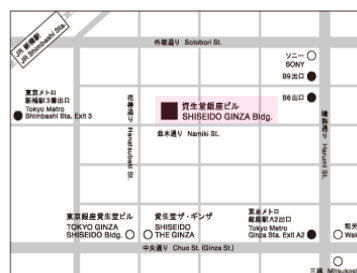 JR 新橋駅
JR Shimbashi Sta.
外堀通り Sotobori St.
ソニー
SONY
B9出口
東京メトロ
新橋駅3番出口
Tokyo Metro
Shimbashi Sta. Exit 3
花椿通り
Hanatsubaki St.
資生堂銀座ビル
SHISEIDO GINZA Bldg.
B6出口
晴海通り
Harumi St.
並木通り Namiki St.
東京銀座資生堂ビル
TOKYO GINZA
SHISEIDO Bldg.
資生堂ザ・ギンザ
SHISEIDO
THE GINZA
東京メトロ
銀座駅A2出口
Tokyo Metro
Ginza Sta. Exit A2
和光
Wak
中央通り Chuo St. (Ginza St.)
三越 Mitsukosh